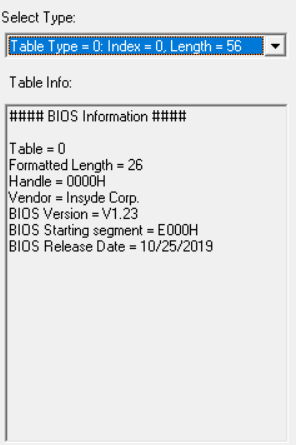 Select Type:
Table Type = 0: Index = 0, Length = 56
Table Info:
#### BIOS Information ####
Table = 0
Formatted Length = 26
Handle = 0000H
Vendor = Insyde Corp.
BIOS Version = V1.23
BIOS Starting segment = E000H
BIOS Release Date = 10/25/2019